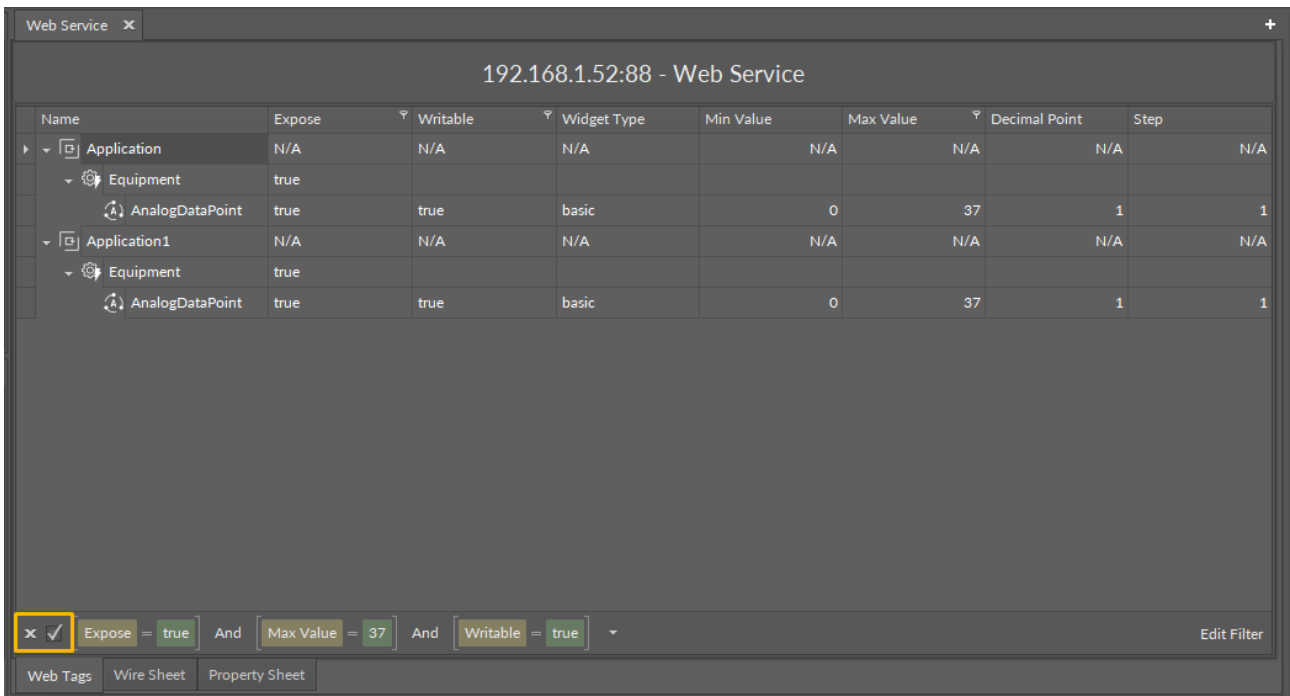 Web Service
192.168.1.52:88 - Web Service
Name Expose Writable Widget Type Min Value Max Value Decimal Point Step
Application N/A N/A N/A N/A N/A N/A N/A
Equipment true
AnalogDataPoint true true basic 0 37 1 1
Application1 N/A N/A N/A N/A N/A N/A N/A
Equipment true
AnalogDataPoint true true basic 0 37 1 1
Expose = true And Max Value = 37 And Writable = true Edit Filter
Web Tags Wire Sheet Property Sheet